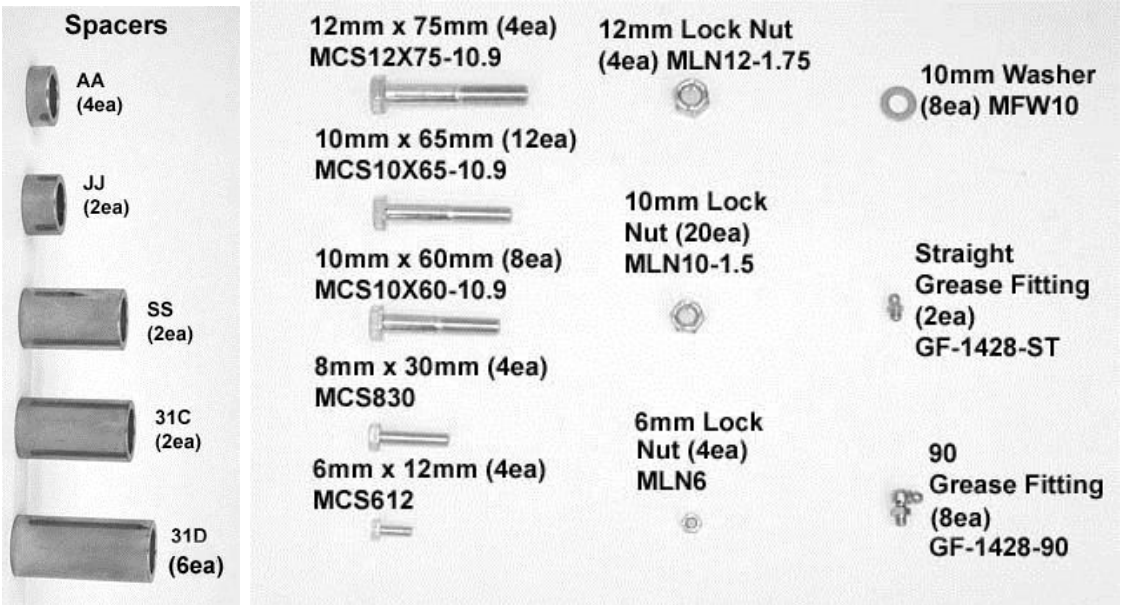 Spacers
AA
(4ea)
JJ
(2ea)
SS
(2ea)
31C
(2ea)
31D
(6ea)
12mm x 75mm (4ea)
MCS12X75-10.9
10mm x 65mm (12ea)
MCS10X65-10.9
10mm x 60mm (8ea)
MCS10X60-10.9
8mm x 30mm (4ea)
MCS830
6mm x 12mm (4ea)
MCS612
12mm Lock Nut
(4ea) MLN12-1.75
10mm Lock
Nut (20ea)
MLN10-1.5
6mm Lock
Nut (4ea)
MLN6
10mm Washer
(8ea) MFW10
Straight
Grease Fitting
(2ea)
GF-1428-ST
90
Grease Fitting
(8ea)
GF-1428-90